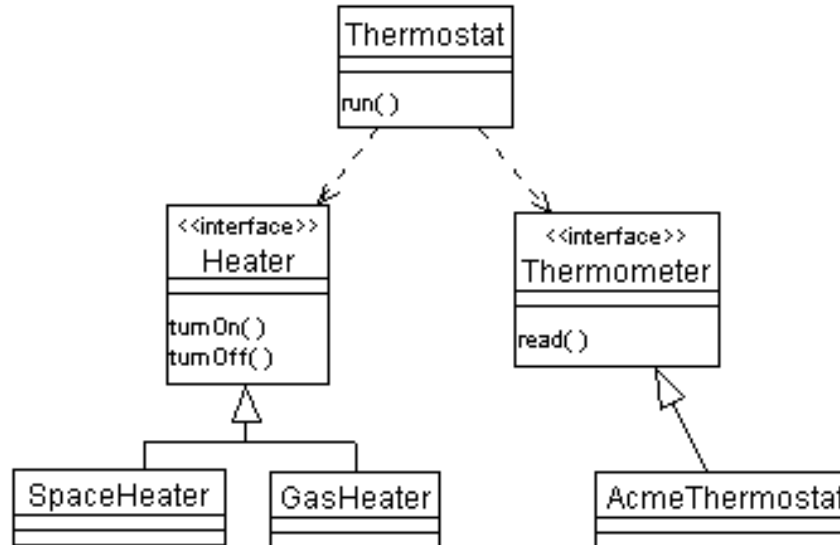 Thermostat
run()
<<interface>>
Heater
turnOn()
turnOff()
<<interface>>
Thermometer
read()
SpaceHeater
GasHeater
AcmeThermostat